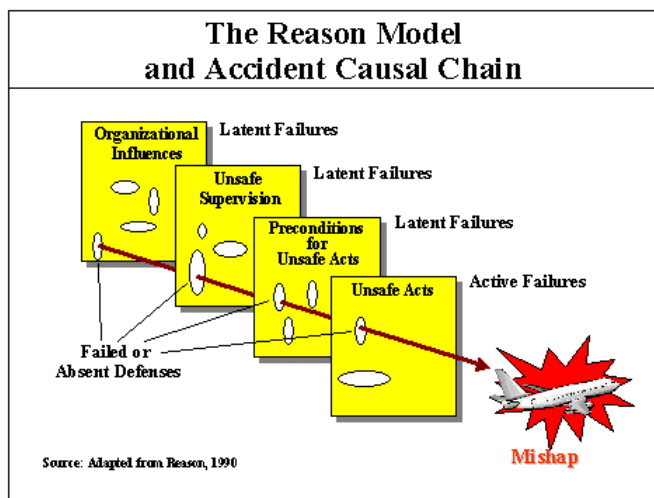 The Reason Model
and Accident Causal Chain
Organizational
Influences
Latent Failures
Unsafe
Supervision
Latent Failures
Preconditions
for
Unsafe Acts
Latent Failures
Unsafe Acts
Active Failures
Failed or
Absent Defenses
Mishap
Source: Adapted from Reason, 1990